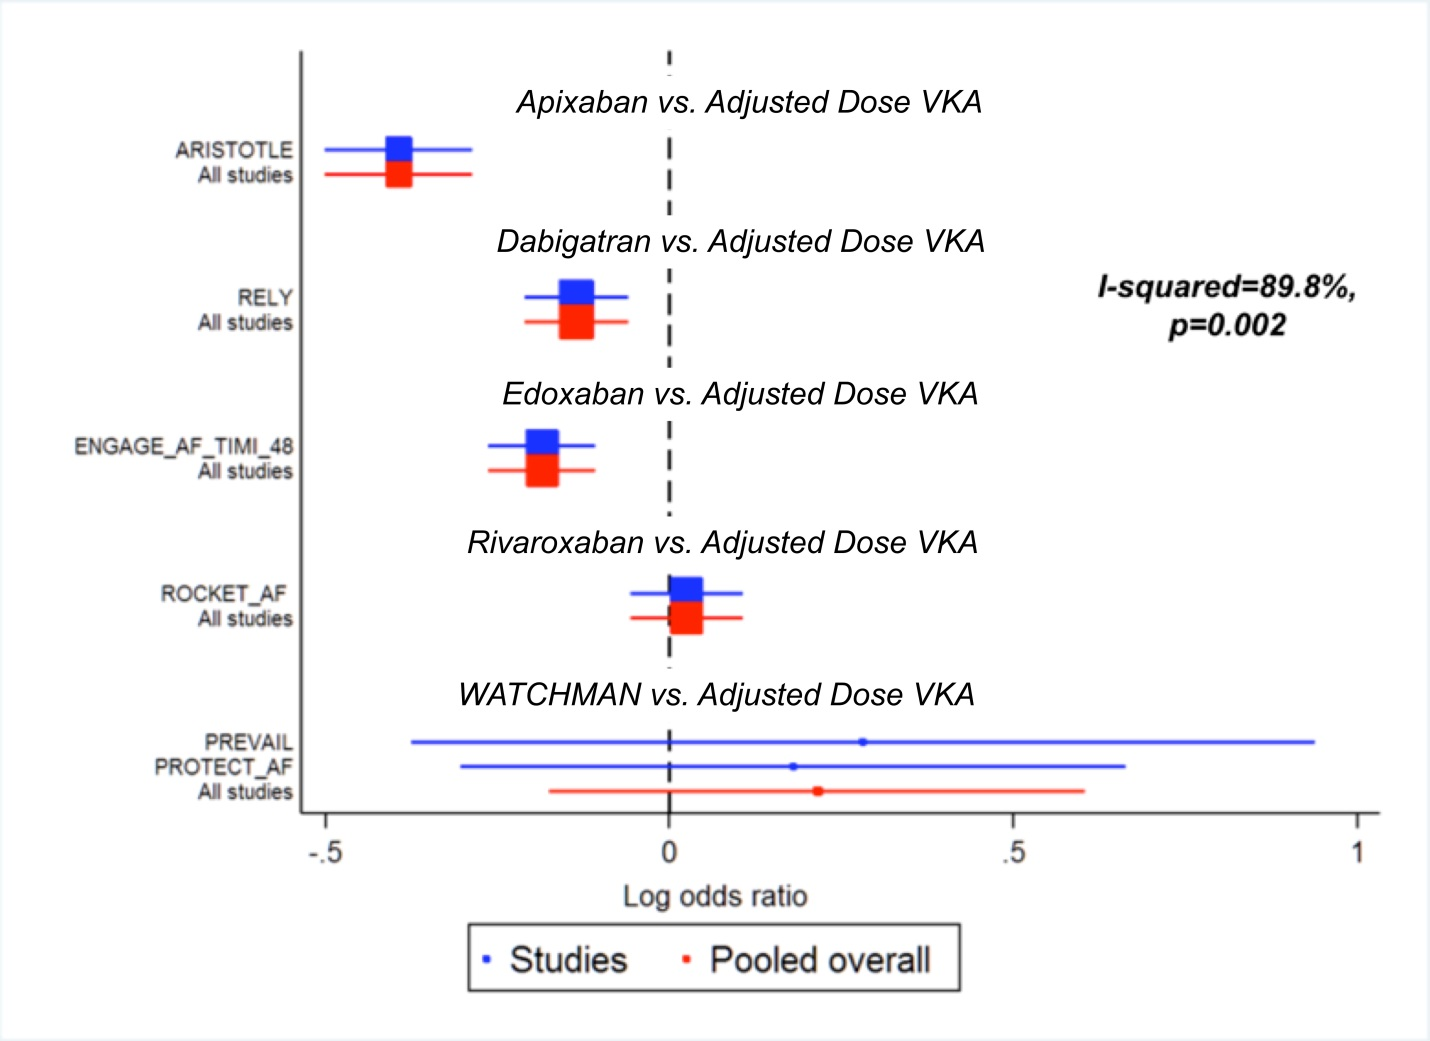 Apixaban vs. Adjusted Dose VKA
ARISTOTLE
All studies
Dabigatran vs. Adjusted Dose VKA
RELY
All studies
I-squared=89.8%,
p=0.002
Edoxaban vs. Adjusted Dose VKA
ENGAGE_AF_TIMI_48
All studies
Rivaroxaban vs. Adjusted Dose VKA
ROCKET_AF
All studies
WATCHMAN vs. Adjusted Dose VKA
PREVAIL
PROTECT_AF
All studies
-.5 0 .5 1
Log odds ratio
Studies Pooled overall